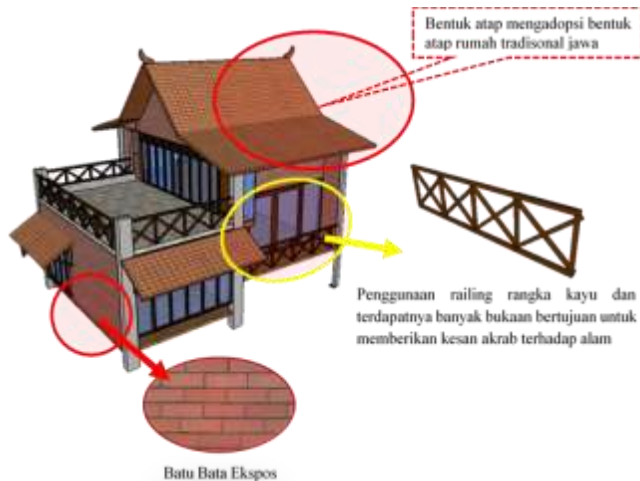 Bentuk atap mengadopsi bentuk
atap rumah tradisonal jawa
Penggunaan railing rangka kayu dan
terdapatnya banyak bukaan bertujuan untuk
memberikan kesan akrab terhadap alam
Batu Bata Ekspos